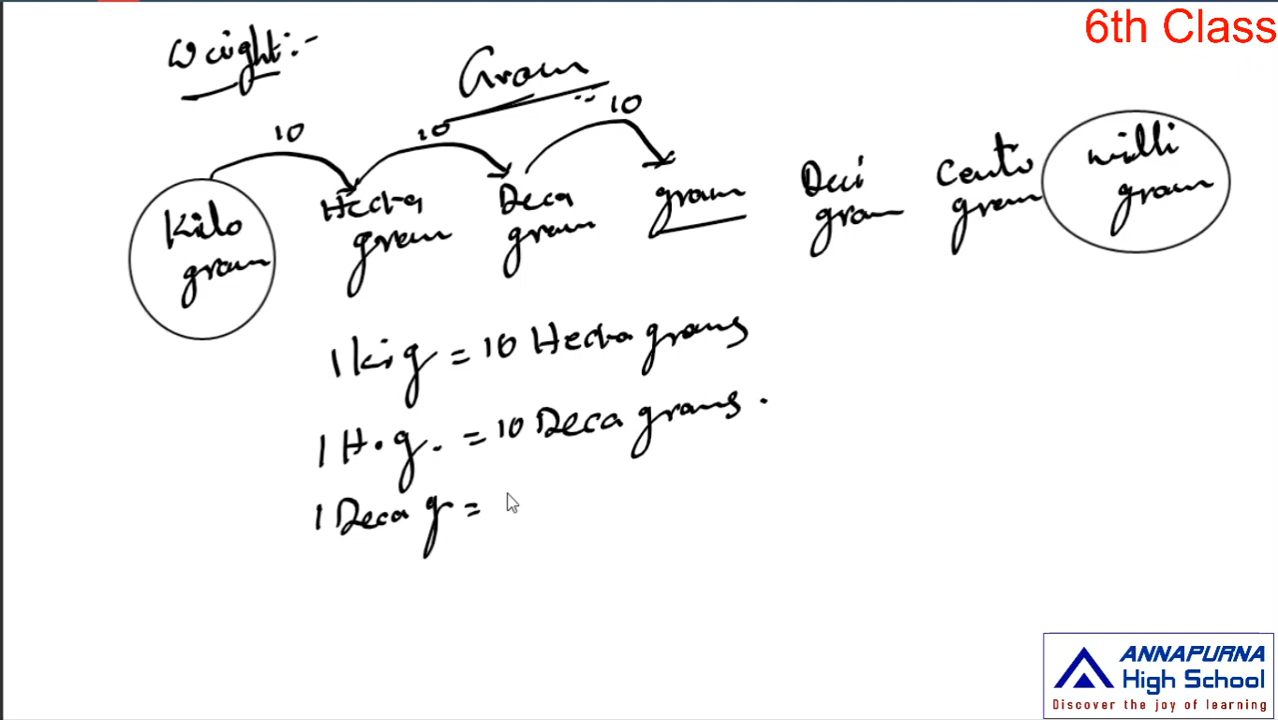 6th Class
Weight:-
Gram
10 10 10
Kilo gram Hecta gram Deca gram gram Deci gram Centi gram milli gram
1 Ki g = 10 Hecta grams
1 H.g. = 10 Deca grams.
1 Deca g =
ANNAPURNA
High School
Discover the joy of learning